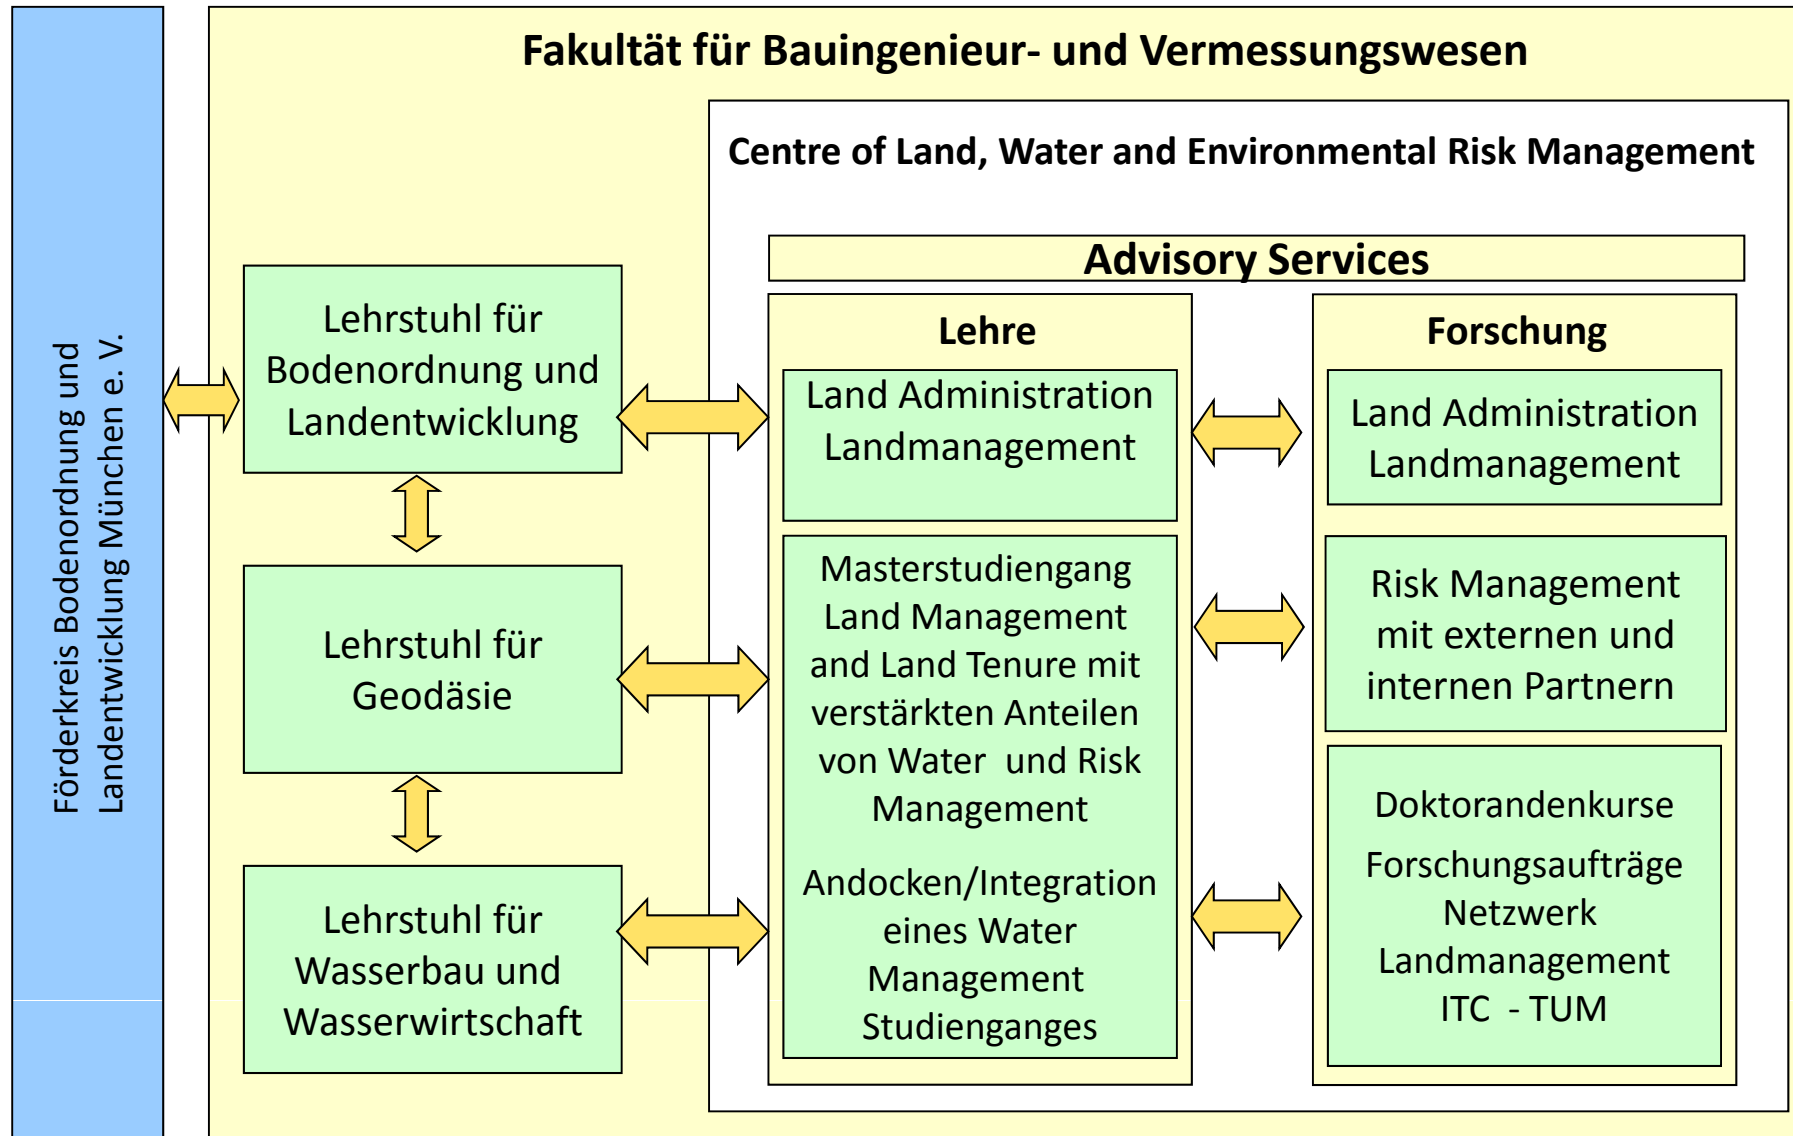 Fakultät für Bauingenieur- und Vermessungswesen
Förderkreis Bodenordnung und
Landentwicklung München e. V.
Lehrstuhl für
Bodenordnung und
Landentwicklung
Lehrstuhl für
Geodäsie
Lehrstuhl für
Wasserbau und
Wasserwirtschaft
Centre of Land, Water and Environmental Risk Management
Advisory Services
Lehre
Land Administration
Landmanagement
Masterstudiengang
Land Management
and Land Tenure mit
verstärkten Anteilen
von Water und Risk
Management
Andocken/Integration
eines Water
Management
Studienganges
Forschung
Land Administration
Landmanagement
Risk Management
mit externen und
internen Partnern
Doktorandenkurse
Forschungsaufträge
Netzwerk
Landmanagement
ITC - TUM